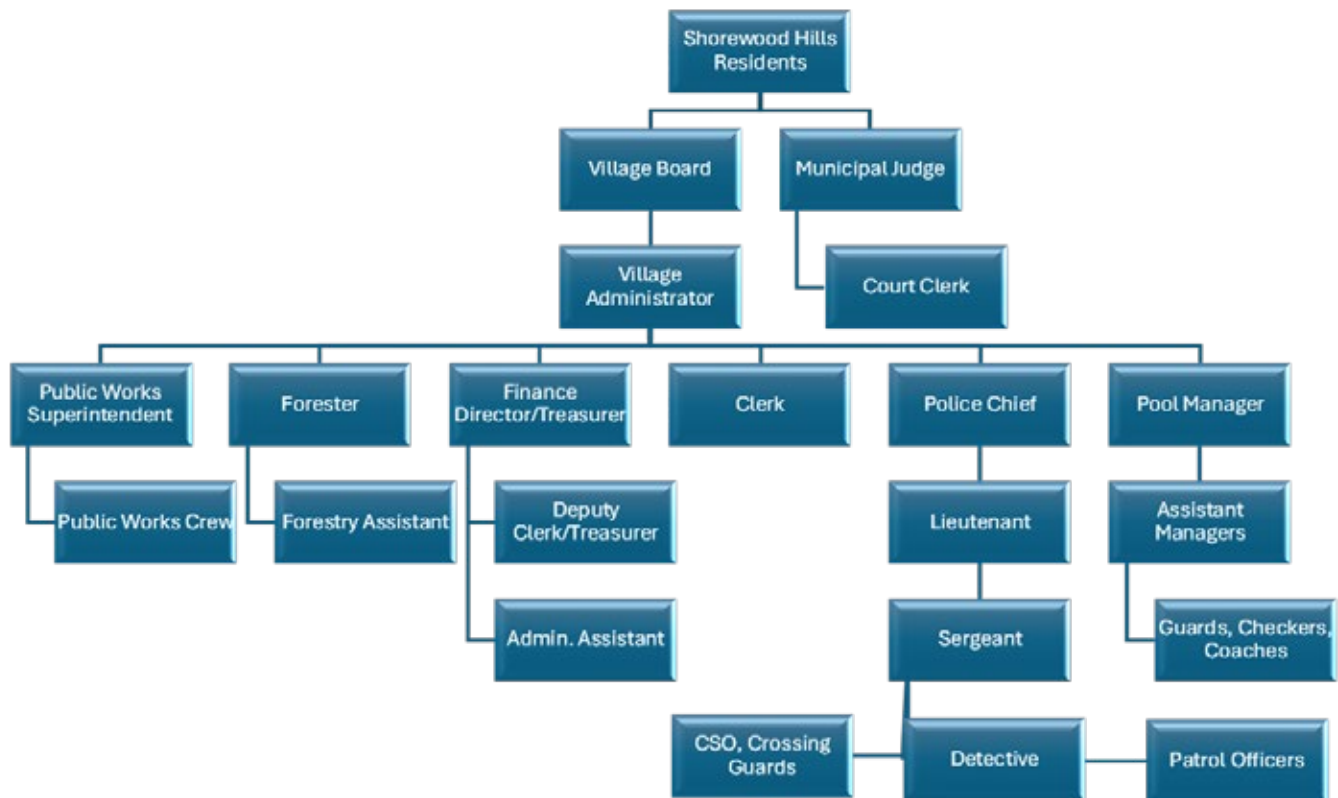 Shorewood Hills
Residents
Village Board
Municipal Judge
Village
Administrator
Court Clerk
Public Works
Superintendent
Forester
Finance
Director/Treasurer
Clerk
Police Chief
Pool Manager
Public Works Crew
Forestry Assistant
Deputy
Clerk/Treasurer
Lieutenant
Assistant
Managers
Admin. Assistant
Sergeant
Guards, Checkers,
Coaches
CSO, Crossing
Guards
Detective
Patrol Officers